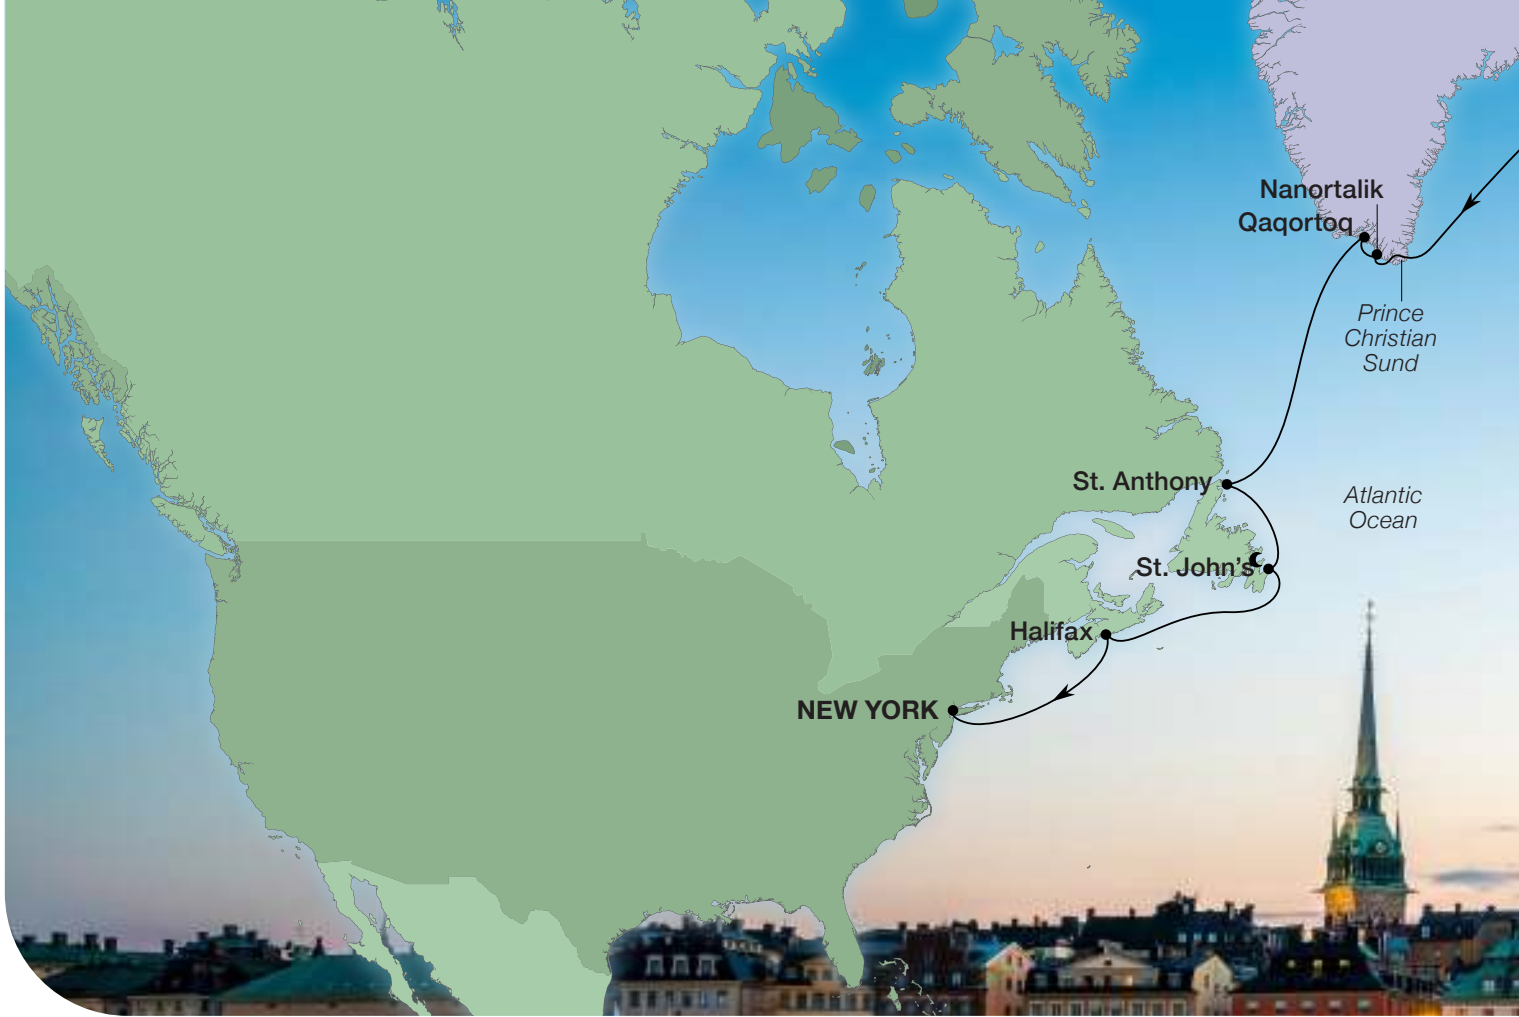 Nanortalik
Qaqortoq
Prince
Christian
Sund
St. Anthony
Atlantic
Ocean
St. John's
Halifax
NEW YORK